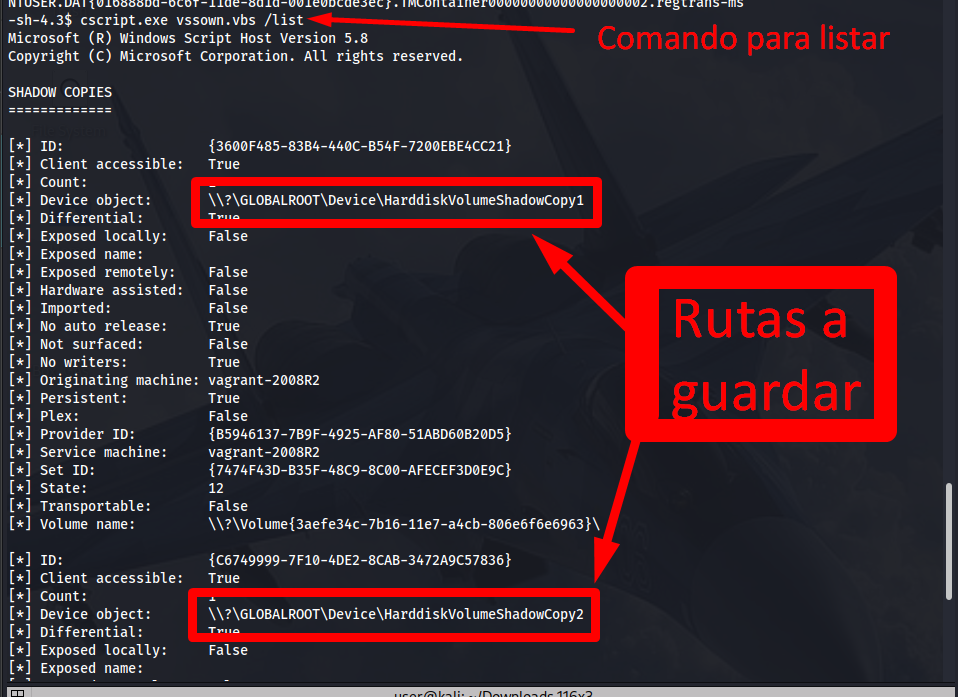 NTUSER.DAT{016888bd-6c6f-11de-8d1d-001e0bcde3ec}.TMContainer00000000000000000002.regtrans-ms
-sh-4.3$ cscript.exe vssown.vbs /list
Comando para listar
Microsoft (R) Windows Script Host Version 5.8
Copyright (C) Microsoft Corporation. All rights reserved.
SHADOW COPIES
=============
[*] ID: {3600F485-83B4-440C-B54F-7200EBE4CC21}
[*] Client accessible: True
[*] Count:
[*] Device object: \\?\GLOBALROOT\Device\HarddiskVolumeShadowCopy1
[*] Differential: True
[*] Exposed locally: False
[*] Exposed name:
[*] Exposed remotely: False
[*] Hardware assisted: False
[*] Imported: False
[*] No auto release: True
[*] Not surfaced: False
[*] No writers: True
[*] Originating machine: vagrant-2008R2
[*] Persistent: True
[*] Plex: False
[*] Provider ID: {B5946137-7B9F-4925-AF80-51ABD60B20D5}
[*] Service machine: vagrant-2008R2
[*] Set ID: {7474F43D-B35F-48C9-8C00-AFECEF3D0E9C}
[*] State: 12
[*] Transportable: False
[*] Volume name: \\?\Volume{3aefe34c-7b16-11e7-a4cb-806e6f6e6963}\
Rutas a
guardar
[*] ID: {C6749999-7F10-4DE2-8CAB-3472A9C57836}
[*] Client accessible: True
[*] Count: 1
[*] Device object: \\?\GLOBALROOT\Device\HarddiskVolumeShadowCopy2
[*] Differential: True
[*] Exposed locally: False
[*] Exposed name:
user@kali: ~/Downloads 116x3